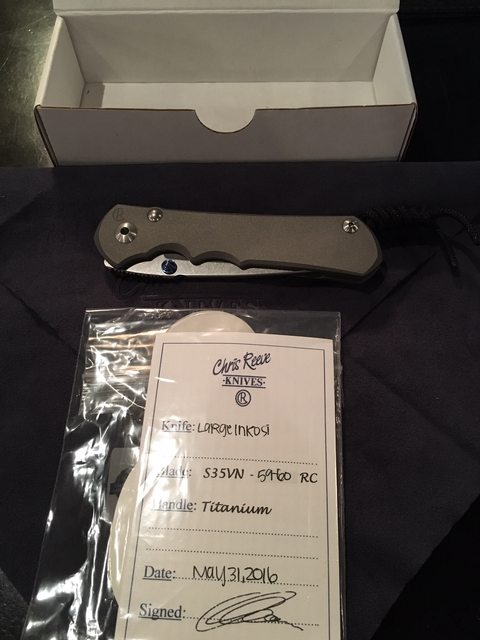 Chris Reeve
·KNIVES·
R
Knife: Large Inkosi
Blade: S35VN - 59-60 RC
Handle: Titanium
Date: May 31, 2016
Signed: